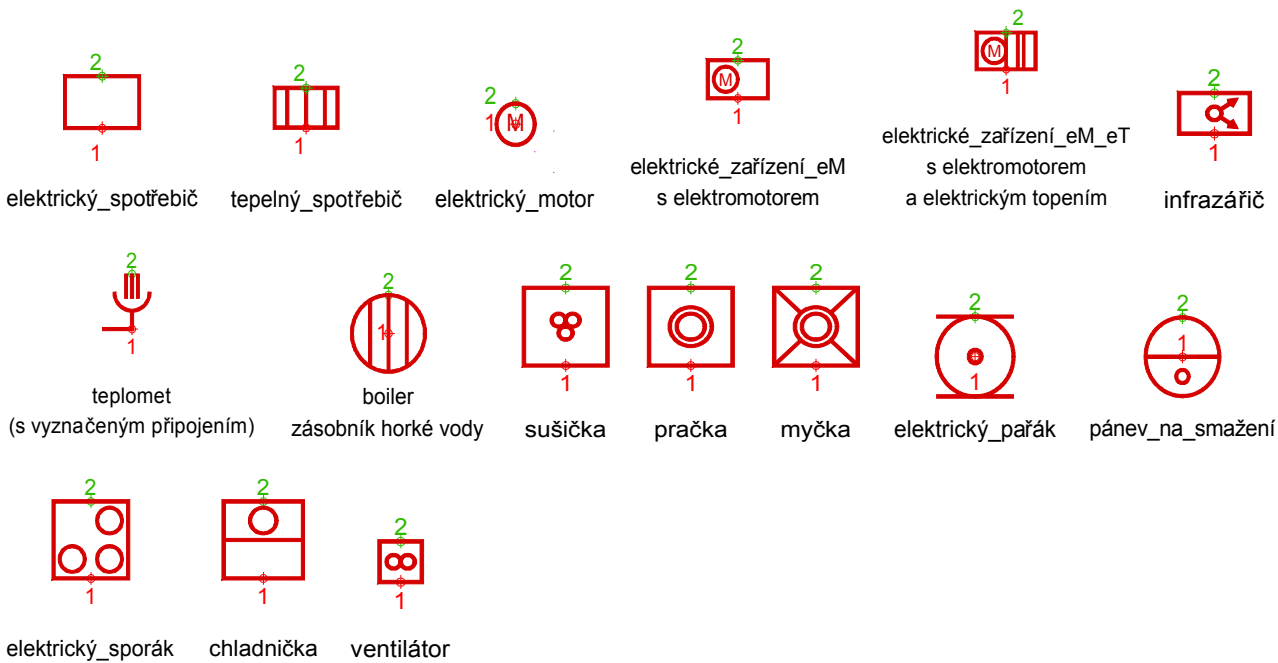 2
1
elektrický_spotřebič
2
1
tepelný_spotřebič
2
1 M
elektrický_motor
2
M
1
elektrické_zařízení_eM
s elektromotorem
2
M
1
elektrické_zařízení_eM_eT
s elektromotorem
a elektrickým topením
2
1
infrazářič
2
1
teplomet
(s vyznačeným připojením)
2
1
boiler
zásobník horké vody
2
1
sušička
2
1
pračka
2
1
myčka
2
1
elektrický_pařák
2
1
pánev_na_smažení
2
1
elektrický_sporák
2
1
chladnička
2
1
ventilátor